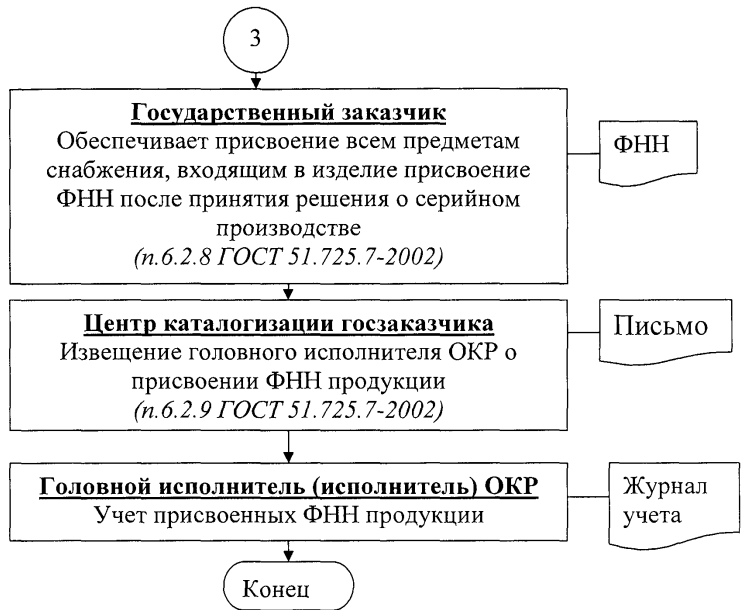 3
Государственный заказчик
Обеспечивает присвоение всем предметам
снабжения, входящим в изделие присвоение
ФНН после принятия решения о серийном
производстве
(п.6.2.8 ГОСТ 51.725.7-2002)
ФНН
Центр каталогизации госзаказчика
Извещение головного исполнителя ОКР о
присвоении ФНН продукции
(п.6.2.9 ГОСТ 51.725.7-2002)
Письмо
Головной исполнитель (исполнитель) ОКР
Учет присвоенных ФНН продукции
Журнал
учета
Конец